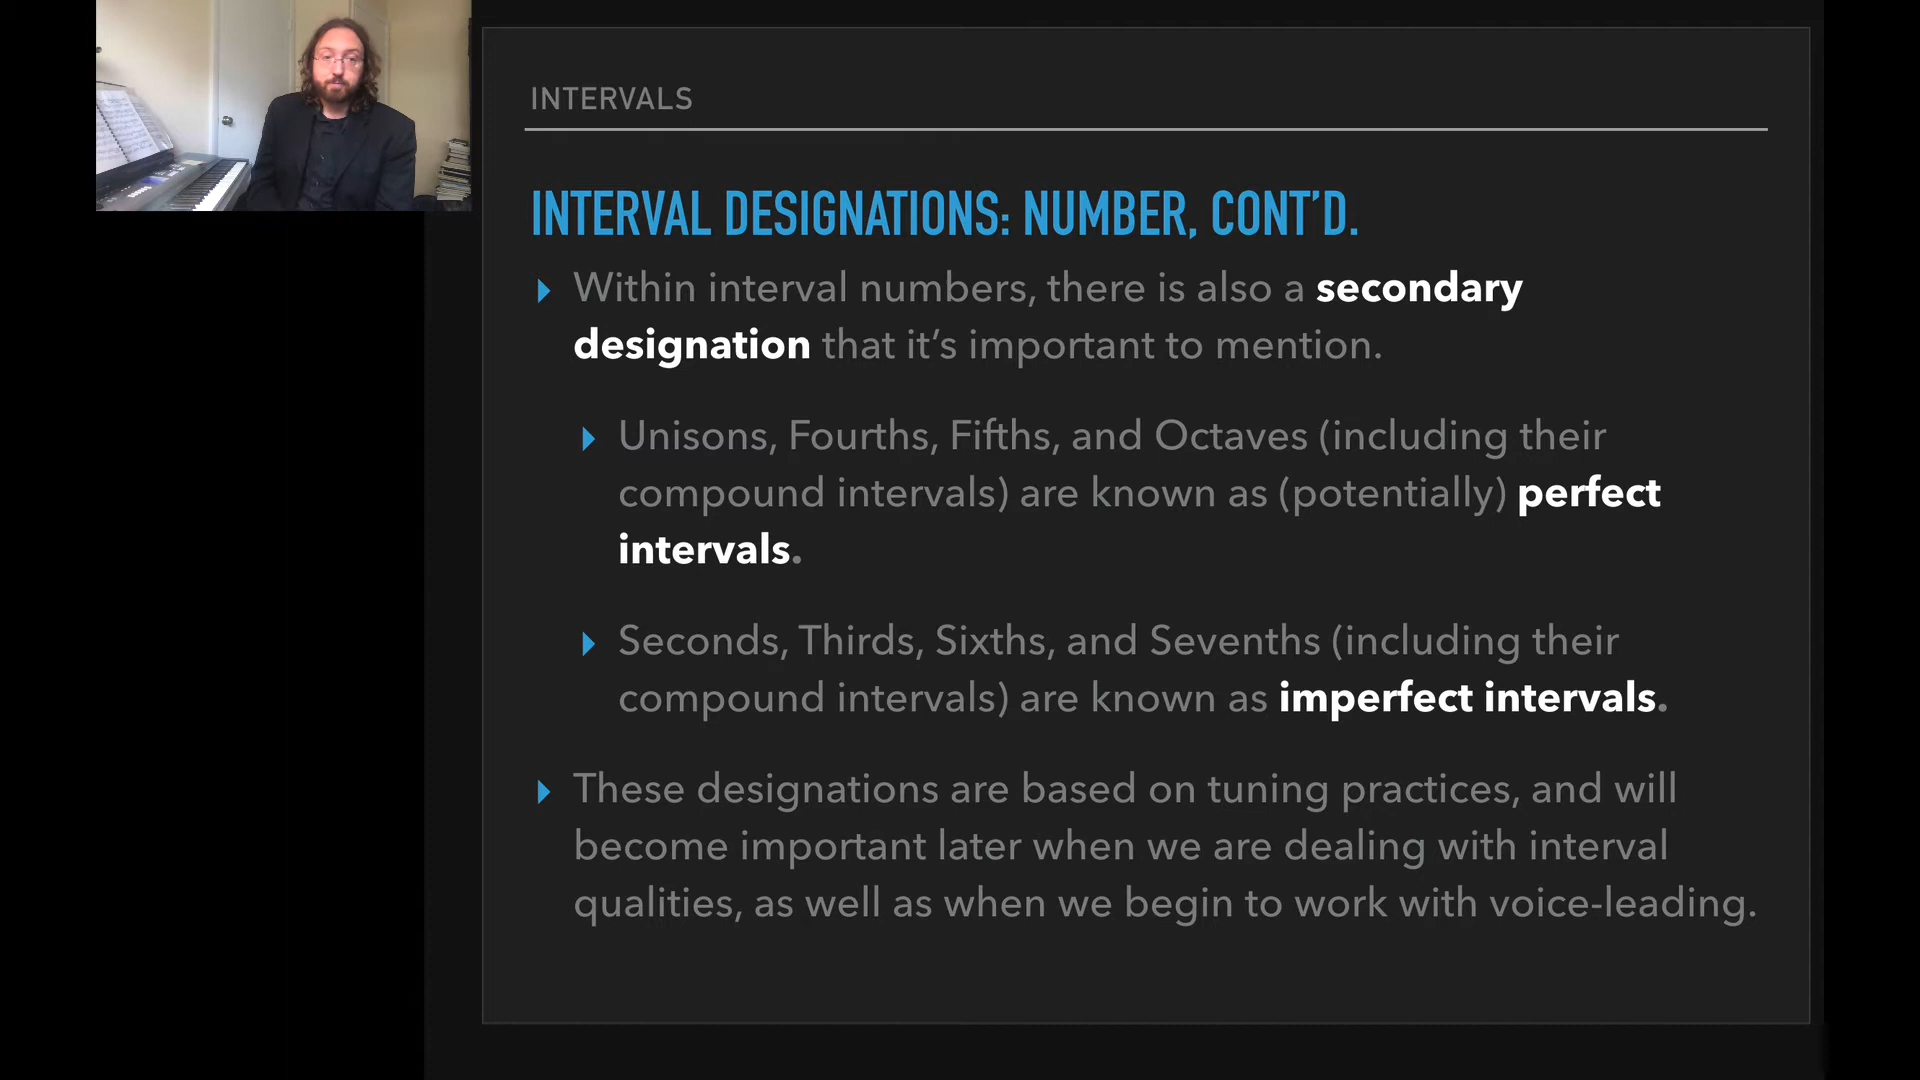 INTERVALS
INTERVAL DESIGNATIONS: NUMBER, CONT’D.
Within interval numbers, there is also a secondary
designation that it’s important to mention.
Unisons, Fourths, Fifths, and Octaves (including their
compound intervals) are known as (potentially) perfect
intervals.
Seconds, Thirds, Sixths, and Sevenths (including their
compound intervals) are known as imperfect intervals.
These designations are based on tuning practices, and will
become important later when we are dealing with interval
qualities, as well as when we begin to work with voice-leading.